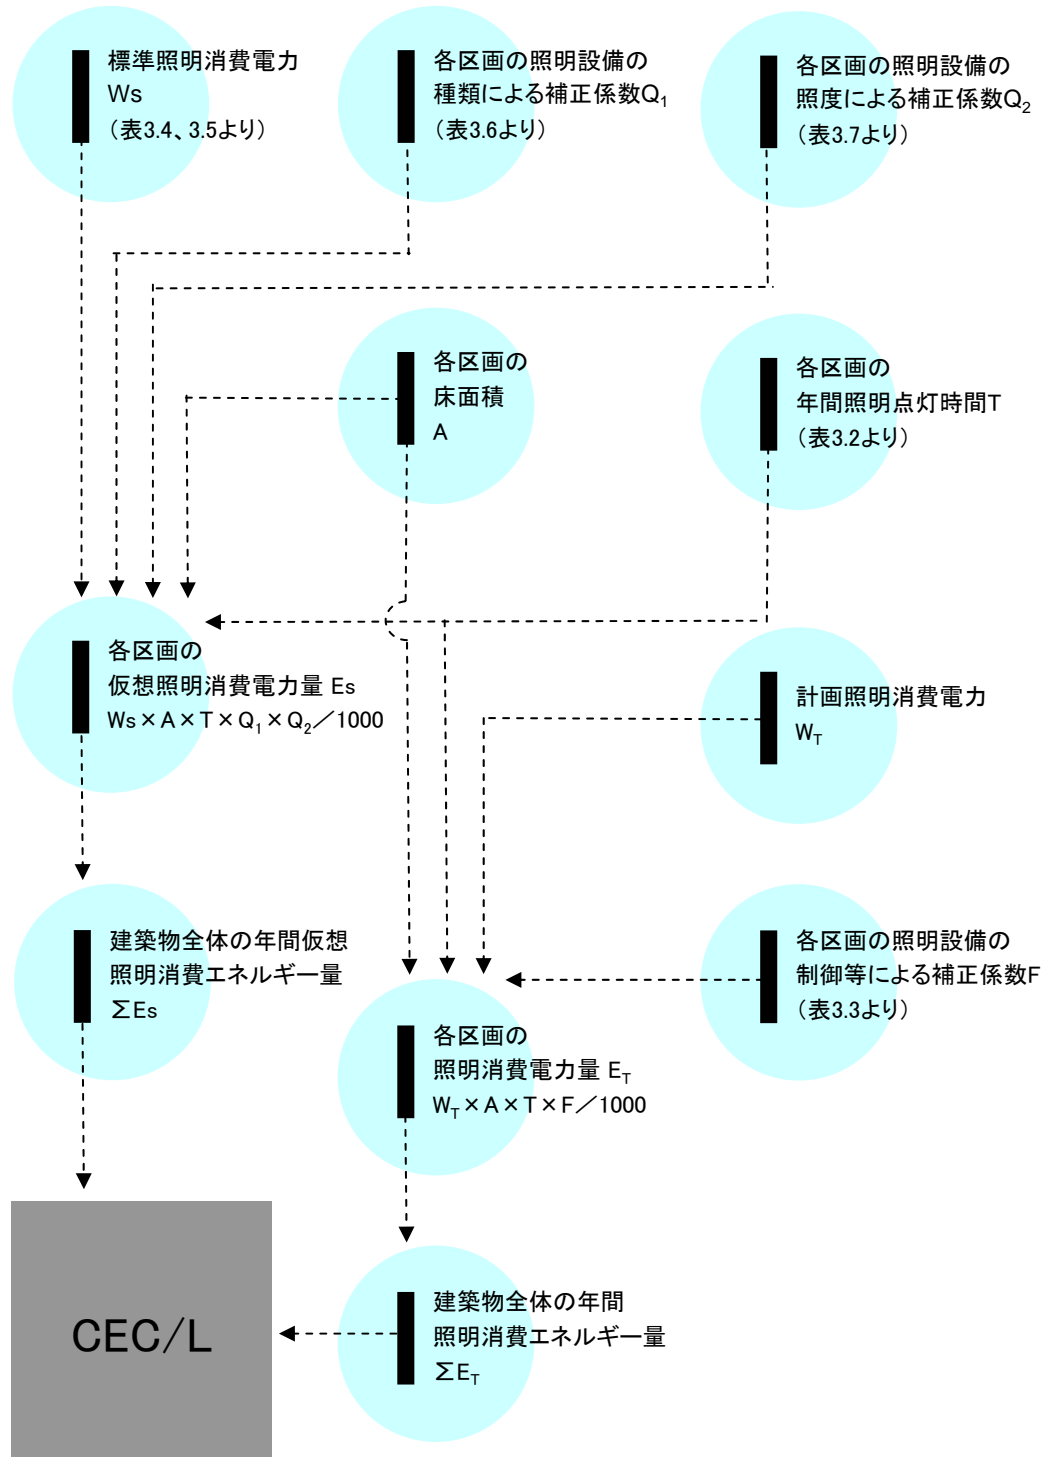 標準照明消費電力
Ws
（表3.4、3.5より）
各区画の照明設備の
種類による補正係数Q₁
（表3.6より）
各区画の照明設備の
照度による補正係数Q₂
（表3.7より）
各区画の
床面積
A
各区画の
年間照明点灯時間T
（表3.2より）
各区画の
仮想照明消費電力量 Es
Ws×A×T×Q₁×Q₂／1000
計画照明消費電力
W_T
建築物全体の年間仮想
照明消費エネルギー量
ΣEs
各区画の照明設備の
制御等による補正係数F
（表3.3より）
各区画の
照明消費電力量 E_T
W_T×A×T×F／1000
CEC/L
建築物全体の年間
照明消費エネルギー量
ΣE_T